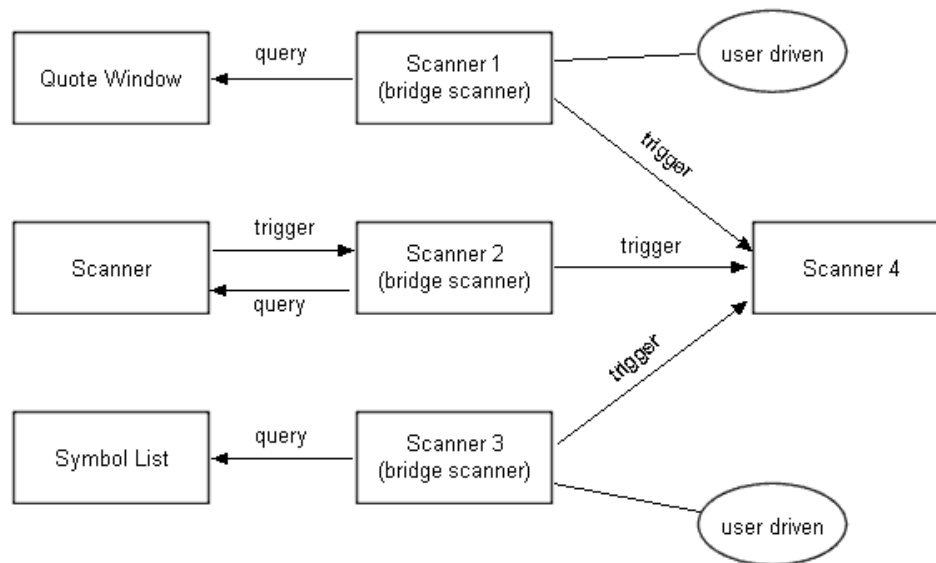 query
Quote Window
Scanner 1
(bridge scanner)
user driven
trigger
Scanner
trigger
query
Scanner 2
(bridge scanner)
trigger
Scanner 4
trigger
Symbol List
query
Scanner 3
(bridge scanner)
user driven